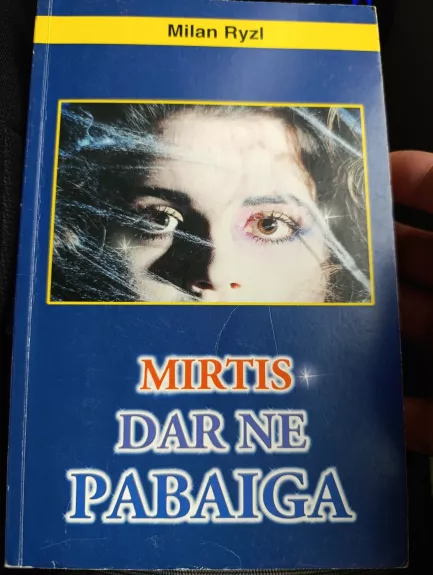 Milan Ryzl
MIRTIS
DAR NE
PABAIGA